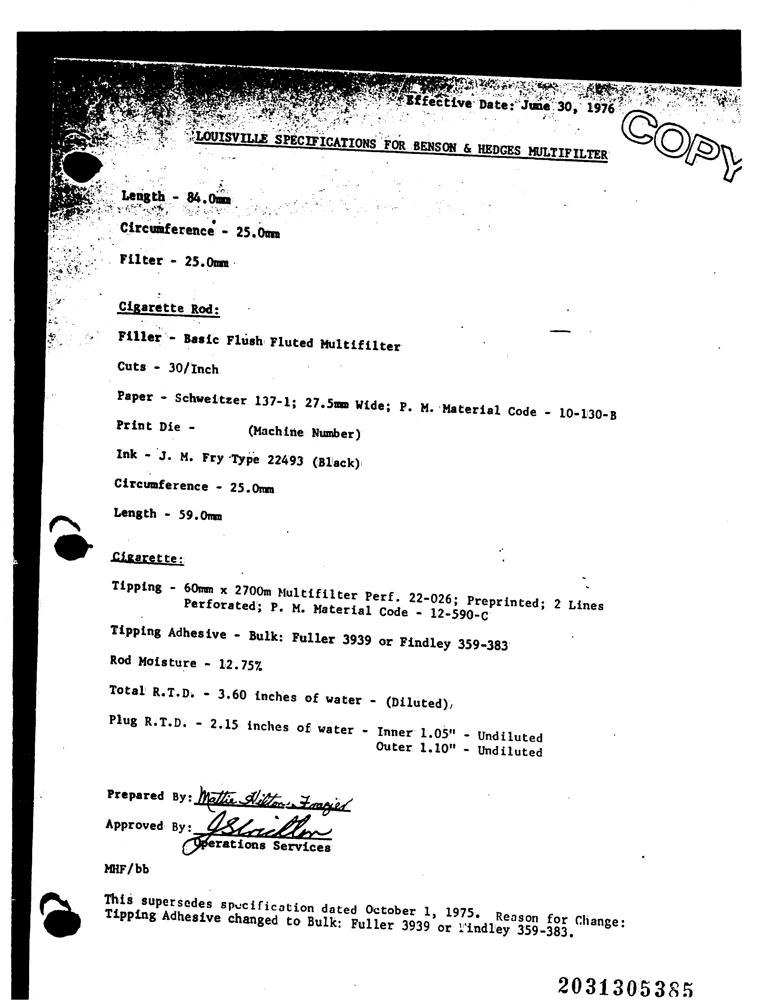 Effective Date: June 30, 1976
COPY
LOUISVILLE SPECIFICATIONS FOR BENSON & HEDGES MULTIFILTER
Length - 84.0mm
Circumference - 25.0mm
Filter - 25.0mm
Cigarette Rod:
Filler - Basic Flush Fluted Multifilter
Cuts - 30/Inch
Paper - Schweitzer 137-1; 27.5mm Wide; P. M. Material Code - 10-130-B
Print Die - (Machine Number)
Ink - J. M. Fry Type 22493 (Black)
Circumference - 25.0mm
Length - 59.0mm
Cigarette:
Tipping - 60mm x 2700m Multifilter Perf. 22-026; Preprinted; 2 Lines
Perforated; P. M. Material Code - 12-590-C
Tipping Adhesive - Bulk: Fuller 3939 or Findley 359-383
Rod Moisture - 12.75%
Total R.T.D. - 3.60 inches of water - (Diluted)
Plug R.T.D. - 2.15 inches of water - Inner 1.05" - Undiluted
Outer 1.10" - Undiluted
Prepared By: Mattie Hilton Frazier
Approved By:
Operations Services
MHF/bb
This supersedes specification dated October 1, 1975. Reason for Change:
Tipping Adhesive changed to Bulk: Fuller 3939 or Findley 359-383.
2031305385